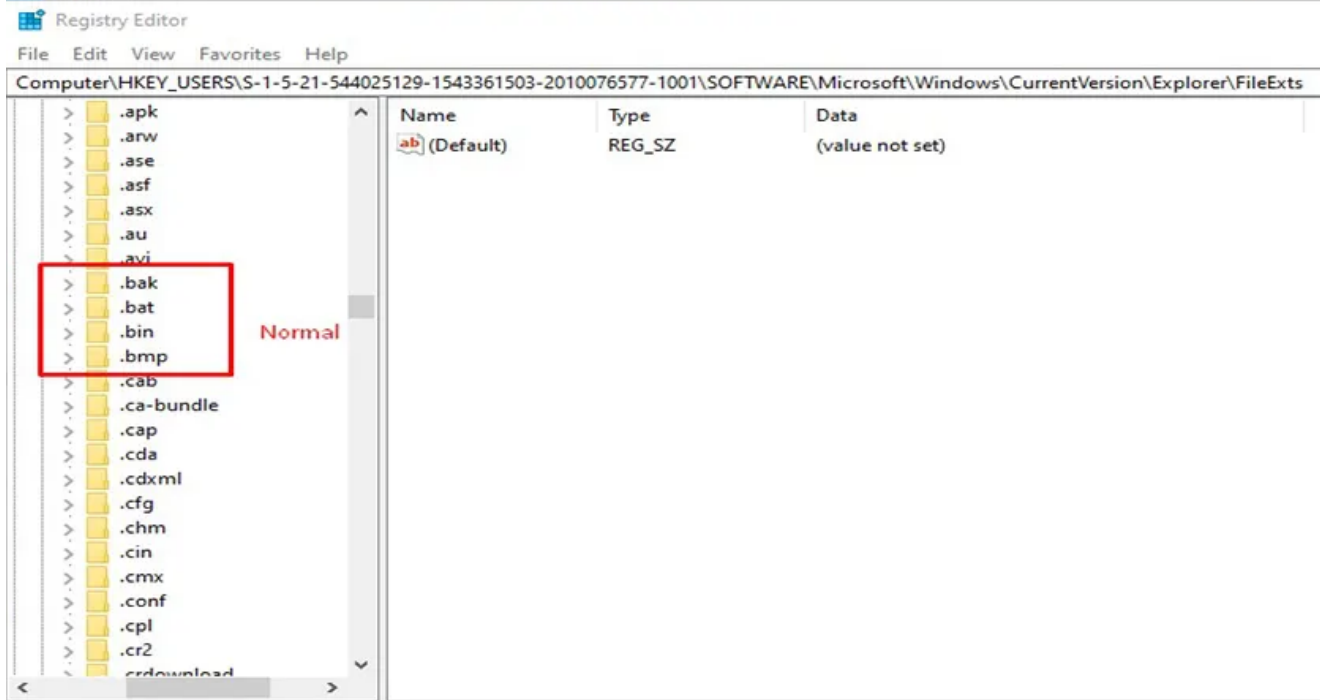 Registry Editor
File Edit View Favorites Help
Computer\HKEY_USERS\S-1-5-21-544025129-1543361503-2010076577-1001\SOFTWARE\Microsoft\Windows\CurrentVersion\Explorer\FileExts
Name Type Data
ab (Default) REG_SZ (value not set)
.apk
.arw
.ase
.asf
.asx
.au
.avi
.bak
.bat
.bin
Normal
.bmp
.cab
.ca-bundle
.cap
.cda
.cdxml
.cfg
.chm
.cin
.cmx
.conf
.cpl
.cr2
.crdownload